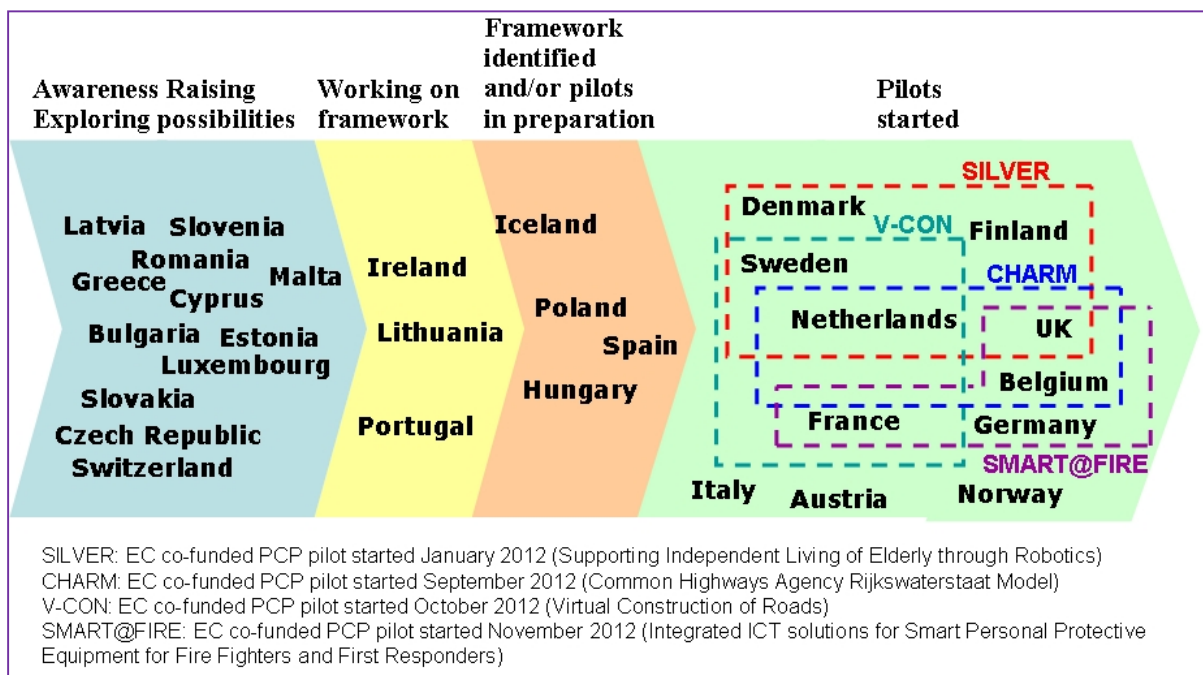 Awareness Raising
Exploring possibilities
Working on
framework
Framework
identified
and/or pilots
in preparation
Pilots
started
Latvia
Slovenia
Romania
Greece
Malta
Cyprus
Bulgaria
Estonia
Luxembourg
Slovakia
Czech Republic
Switzerland
Ireland
Lithuania
Portugal
Iceland
Poland
Spain
Hungary
SILVER
Denmark
V-CON
Finland
Sweden
CHARM
Netherlands
UK
Belgium
France
Germany
SMART@FIRE
Italy
Austria
Norway
SILVER: EC co-funded PCP pilot started January 2012 (Supporting Independent Living of Elderly through Robotics)
CHARM: EC co-funded PCP pilot started September 2012 (Common Highways Agency Rijkswaterstaat Model)
V-CON: EC co-funded PCP pilot started October 2012 (Virtual Construction of Roads)
SMART@FIRE: EC co-funded PCP pilot started November 2012 (Integrated ICT solutions for Smart Personal Protective
Equipment for Fire Fighters and First Responders)